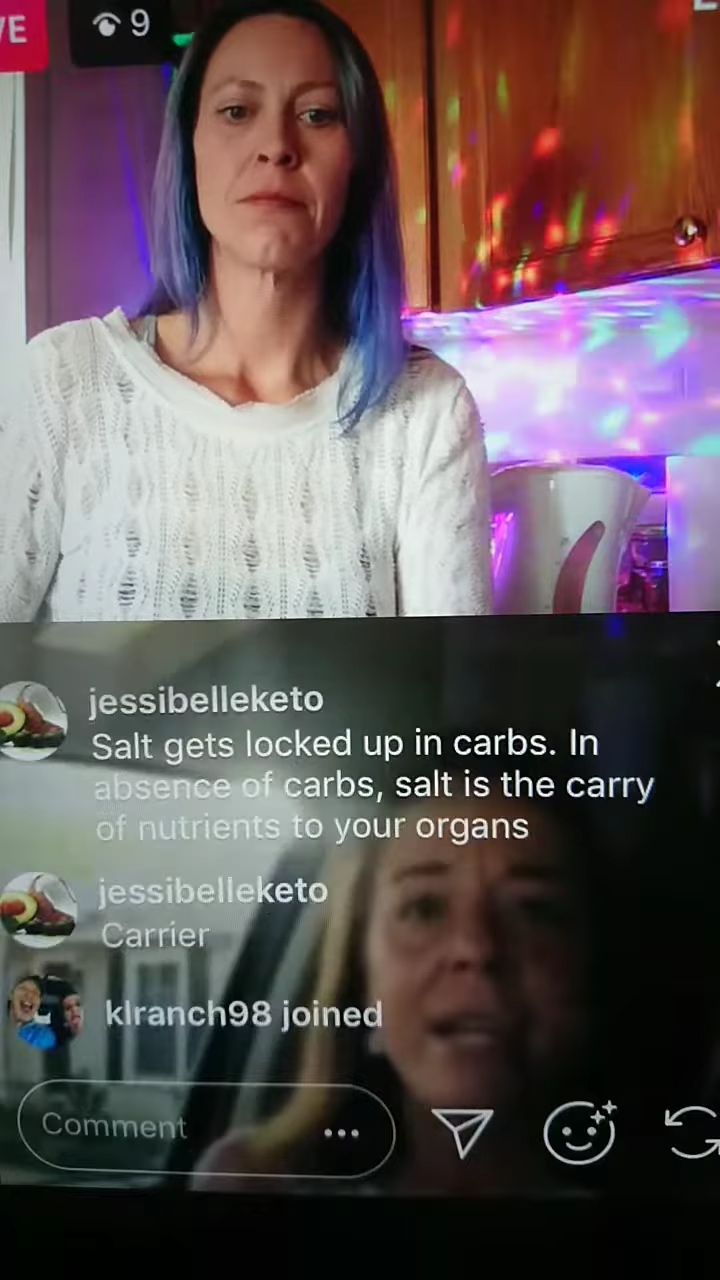 VE
9
jessibelleketo
Salt gets locked up in carbs. In
absence of carbs, salt is the carry
of nutrients to your organs
jessibelleketo
Carrier
klranch98 joined
Comment